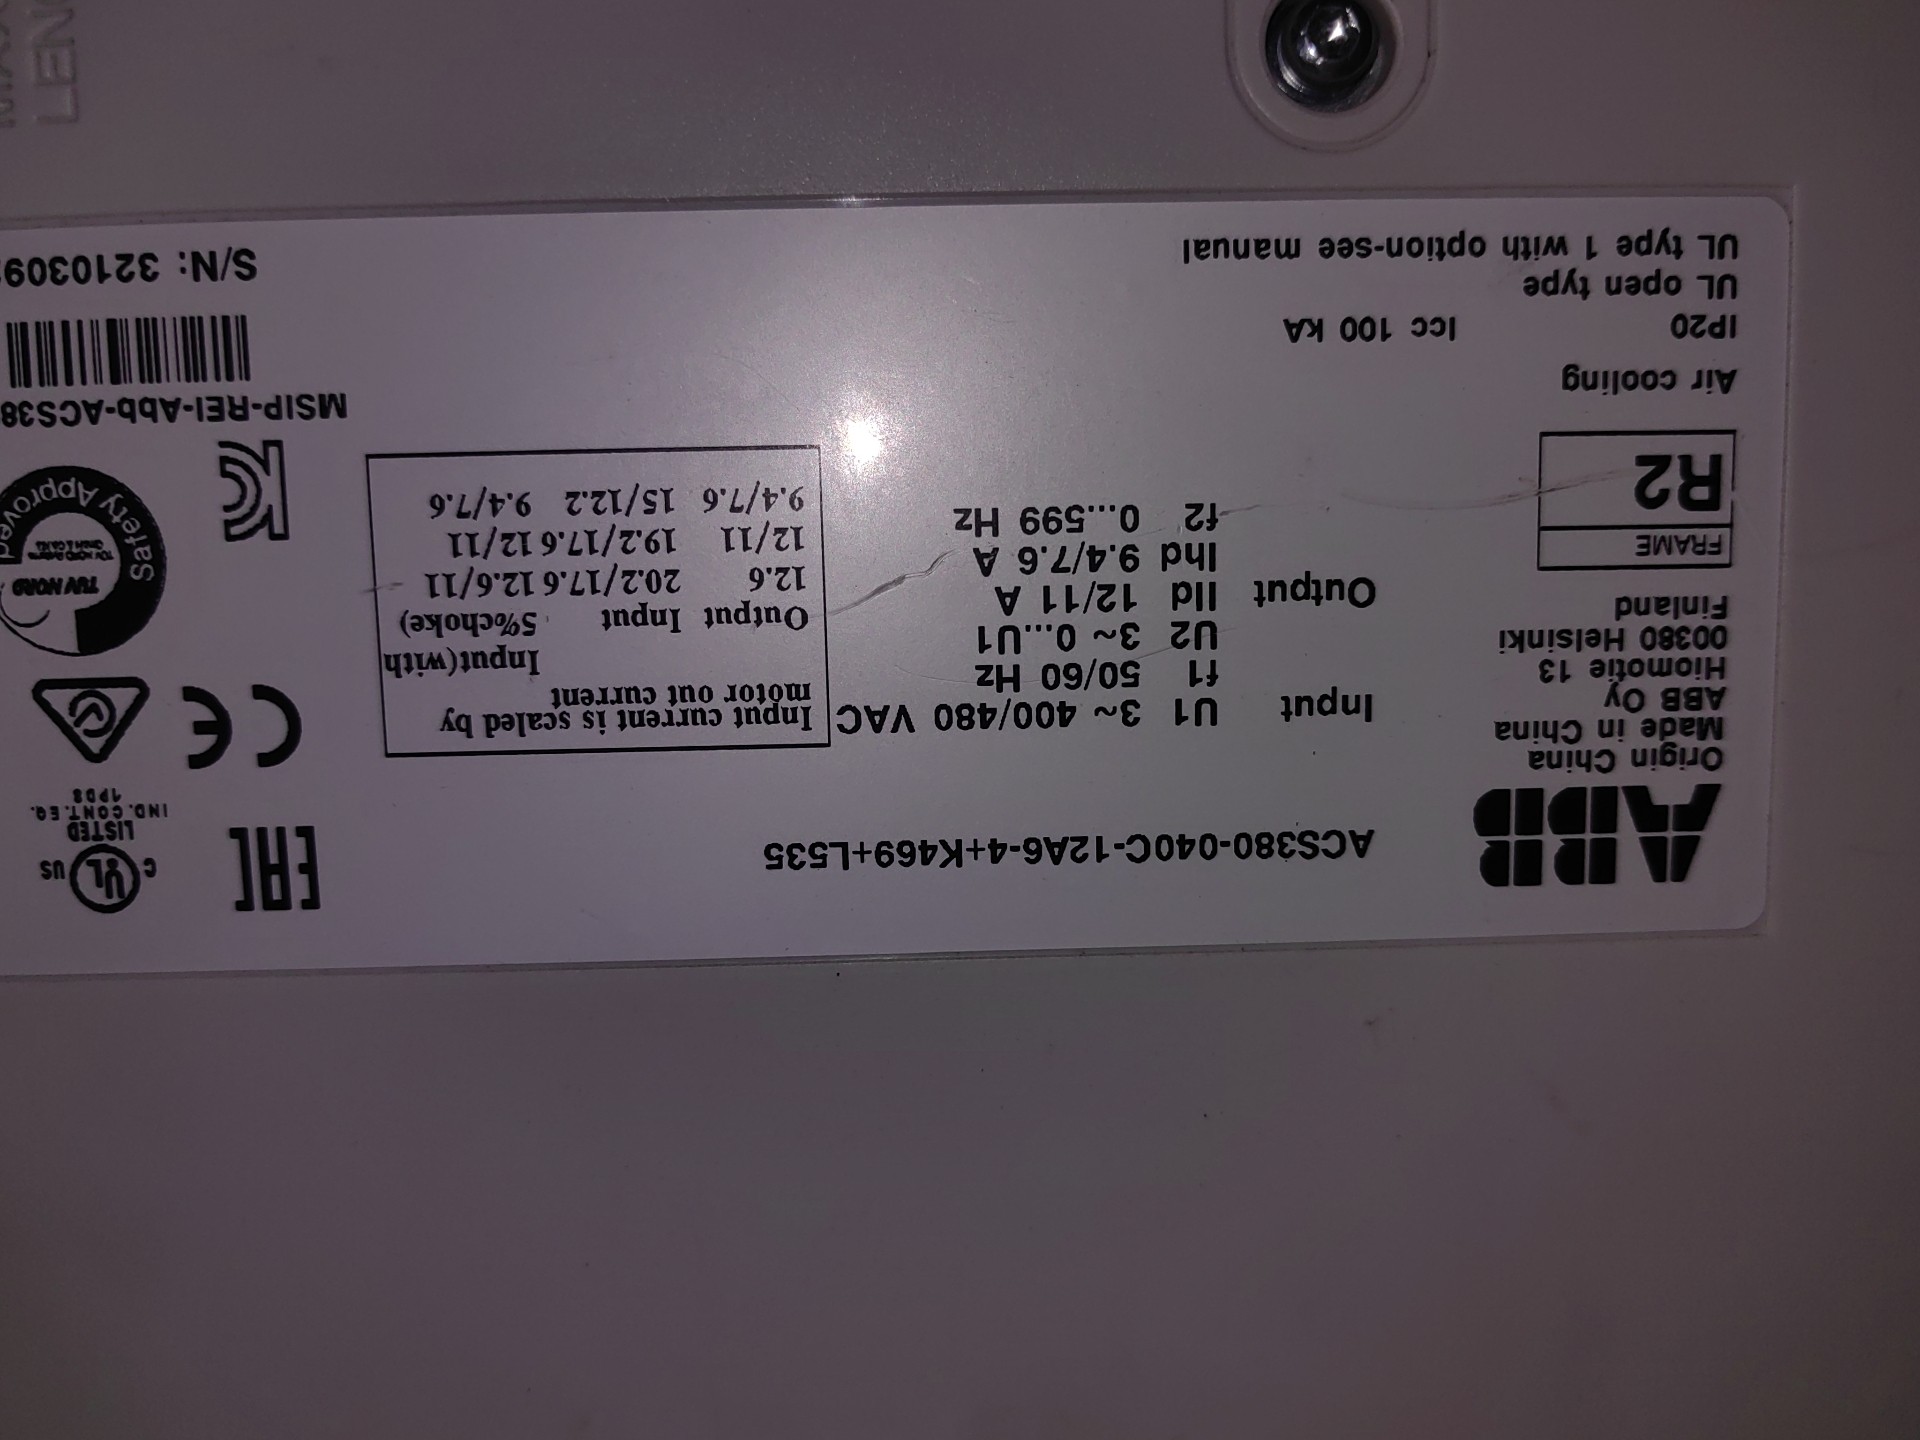 ABB
ACS380-040C-12A6-4+K469+L535
Origin China
Made in China
ABB Oy
Hiomotie 13
00380 Helsinki
Finland
FRAME
R2
Air cooling
IP20 Icc 100 kA
UL open type
UL type 1 with option-see manual
Input U1 3~ 400/480 VAC
f1 50/60 Hz
Output U2 3~ 0...U1
Ild 12/11 A
Ihd 9.4/7.6 A
f2 0...599 Hz
Input current is scaled by
motor out current
Input(with
Output Input 5%choke)
12.6 20.2/17.6 12.6/11
12/11 19.2/17.6 12/11
9.4/7.6 15/12.2 9.4/7.6
EAC
C UL US
LISTED
IND. CONT. EQ.
1PD8
CE
TUV NORD
Safety Approved
MSIP-REI-Abb-ACS38
S/N: 3210309
LEN